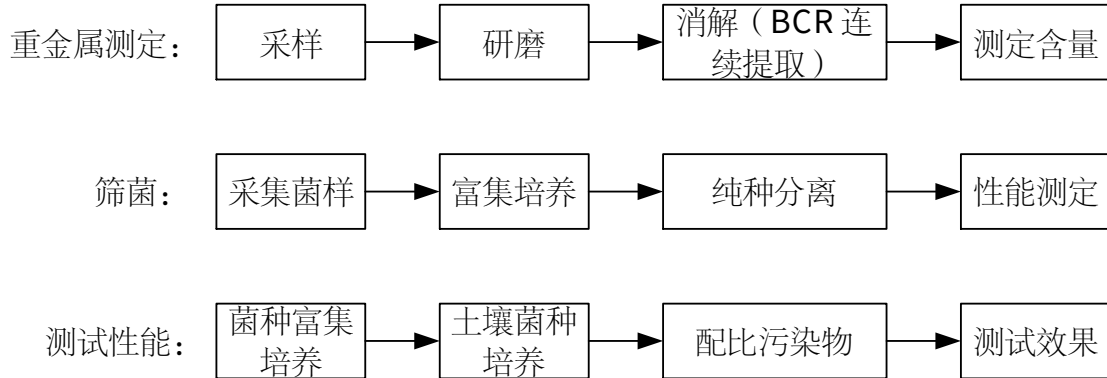 重金属测定：
采样
研磨
消解（BCR 连
续提取）
测定含量
筛菌：
采集菌样
富集培养
纯种分离
性能测定
测试性能：
菌种富集
培养
土壤菌种
培养
配比污染物
测试效果